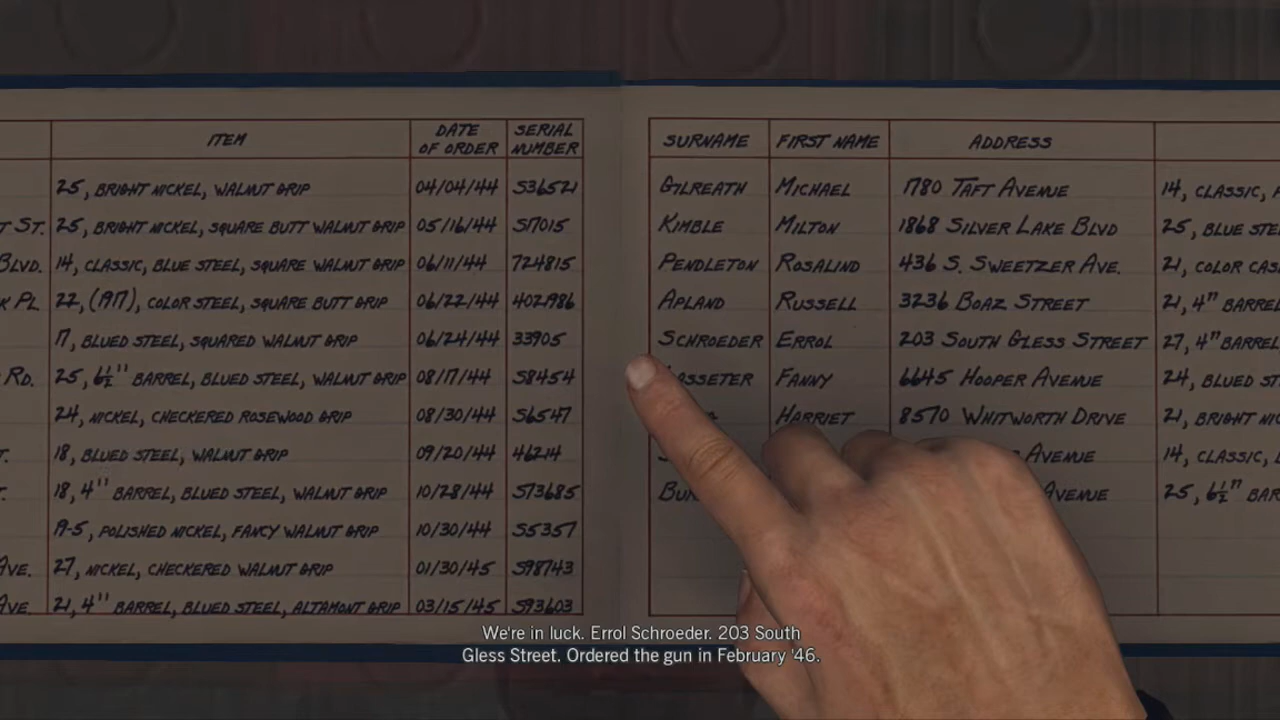 ITEM DATE OF ORDER SERIAL NUMBER
25, BRIGHT NICKEL, WALNUT GRIP 04/04/44 S36521
T ST. 25, BRIGHT NICKEL, SQUARE BUTT WALNUT GRIP 05/16/44 S17015
BLVD. 14, CLASSIC, BLUE STEEL, SQUARE WALNUT GRIP 06/11/44 724815
K PL. 22, (1917), COLOR STEEL, SQUARE BUTT GRIP 06/22/44 402986
17, BLUED STEEL, SQUARED WALNUT GRIP 06/24/44 33905
RD. 25, 6½" BARREL, BLUED STEEL, WALNUT GRIP 08/17/44 S8454
24, NICKEL, CHECKERED ROSEWOOD GRIP 08/30/44 S6547
T. 18, BLUED STEEL, WALNUT GRIP 09/20/44 46214
T. 18, 4" BARREL, BLUED STEEL, WALNUT GRIP 10/28/44 S73685
19-5, POLISHED NICKEL, FANCY WALNUT GRIP 10/30/44 S5357
AVE. 27, NICKEL, CHECKERED WALNUT GRIP 01/30/45 S98743
AVE. 21, 4" BARREL, BLUED STEEL, ALTAMONT GRIP 03/15/45 S93603
SURNAME FIRST NAME ADDRESS
GILREATH MICHAEL 1780 TAFT AVENUE 14, CLASSIC,
KIMBLE MILTON 1868 SILVER LAKE BLVD 25, BLUE STEE
PENDLETON ROSALIND 436 S. SWEETZER AVE. 21, COLOR CAS
APLAND RUSSELL 3236 BOAZ STREET 21, 4" BARREL
SCHROEDER ERROL 203 SOUTH GLESS STREET 27, 4" BARREL
ASSETER FANNY 6645 HOOPER AVENUE 24, BLUED ST
HARRIET 8570 WHITWORTH DRIVE 21, BRIGHT NIC
AVENUE 14, CLASSIC,
BUR AVENUE 25, 6½" BAR
We're in luck. Errol Schroeder. 203 South
Gless Street. Ordered the gun in February '46.